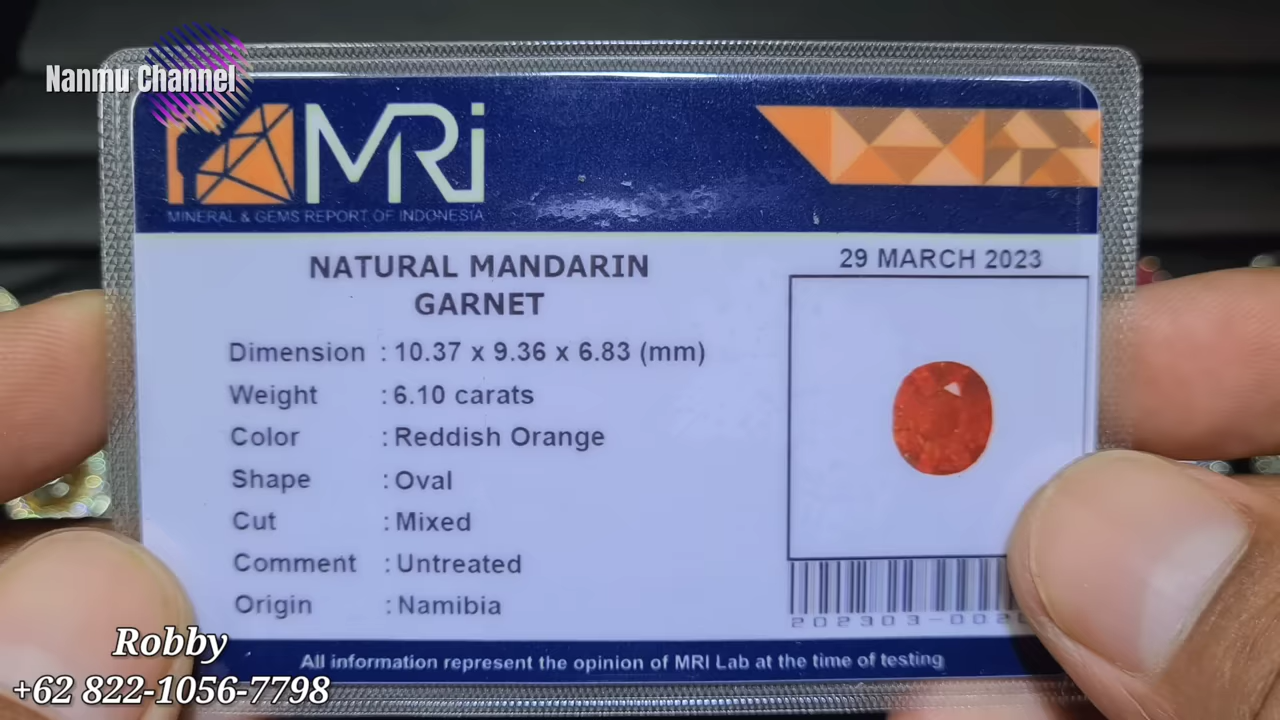 Nanmu Channel
MRi
MINERAL & GEMS REPORT OF INDONESIA
NATURAL MANDARIN
GARNET
29 MARCH 2023
Dimension : 10.37 x 9.36 x 6.83 (mm)
Weight : 6.10 carats
Color : Reddish Orange
Shape : Oval
Cut : Mixed
Comment : Untreated
Origin : Namibia
Robby
+62 822-1056-7798
All information represent the opinion of MRI Lab at the time of testing